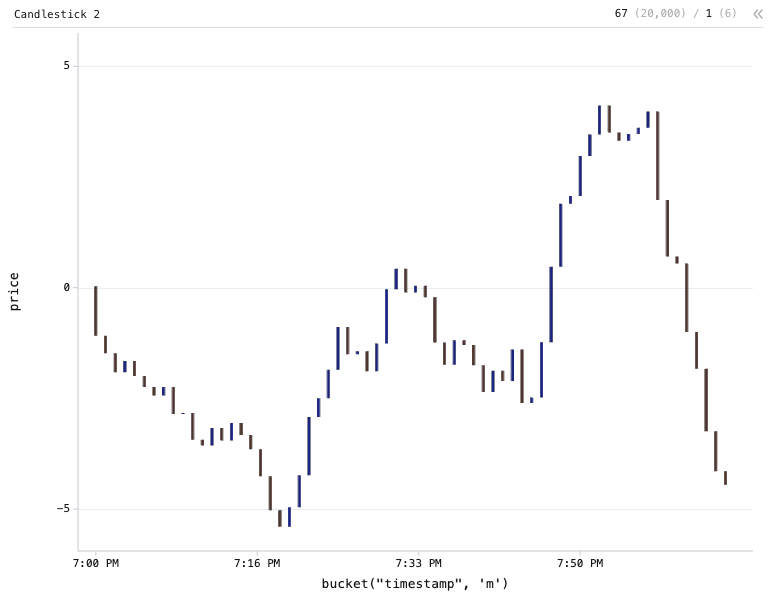 Candlestick 2
67 (20,000) / 1 (6) «
5
0
−5
price
7:00 PM 7:16 PM 7:33 PM 7:50 PM
bucket("timestamp", 'm')